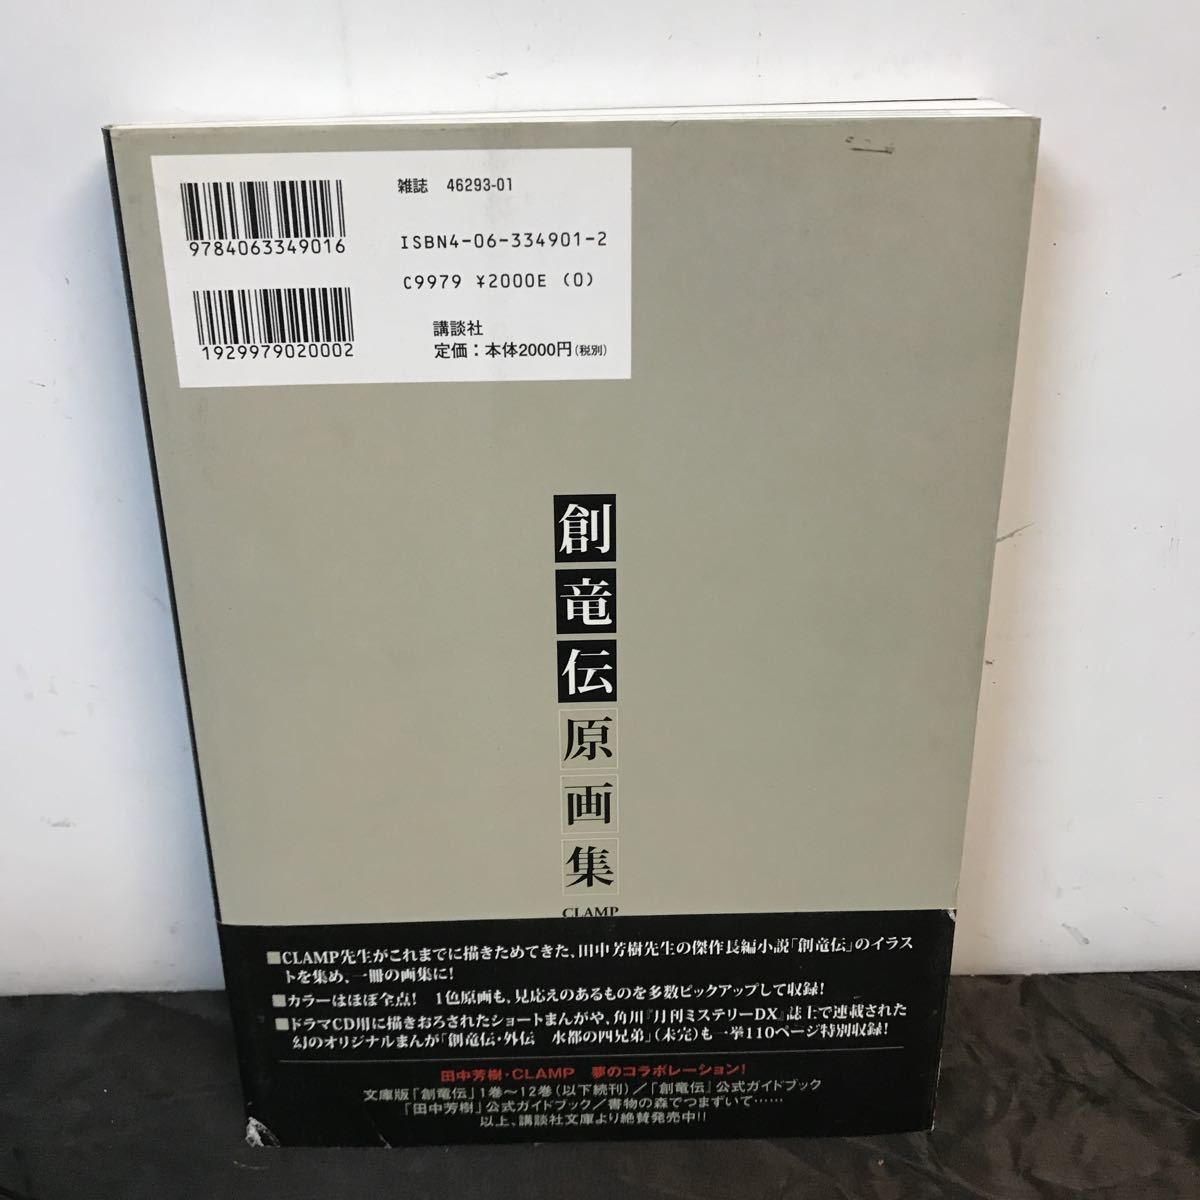 雑誌 46293-01
9784063349016
ISBN4-06-334901-2
C9979 ¥2000E (0)
1929979020002
講談社
定価：本体2000円（税別）
創竜伝原画集
CLAMP
■CLAMP先生がこれまでに描きためてきた、田中芳樹先生の傑作長編小説「創竜伝」のイラス
トを集め、一冊の画集に！
■カラーはほぼ全点！ 1色原画も、見応えのあるものを多数ピックアップして収録！
■ドラマCD用に描きおろされたショートまんがや、角川『月刊ミステリーDX』誌上で連載された
幻のオリジナルまんが「創竜伝・外伝 水都の四兄弟」（未完）も一挙110ページ特別収録！
田中芳樹・CLAMP 夢のコラボレーション！
文庫版「創竜伝」1巻〜12巻（以下続刊）／「創竜伝」公式ガイドブック
「田中芳樹」公式ガイドブック／書物の森でつまずいて……
以上、講談社文庫より絶賛発売中!!